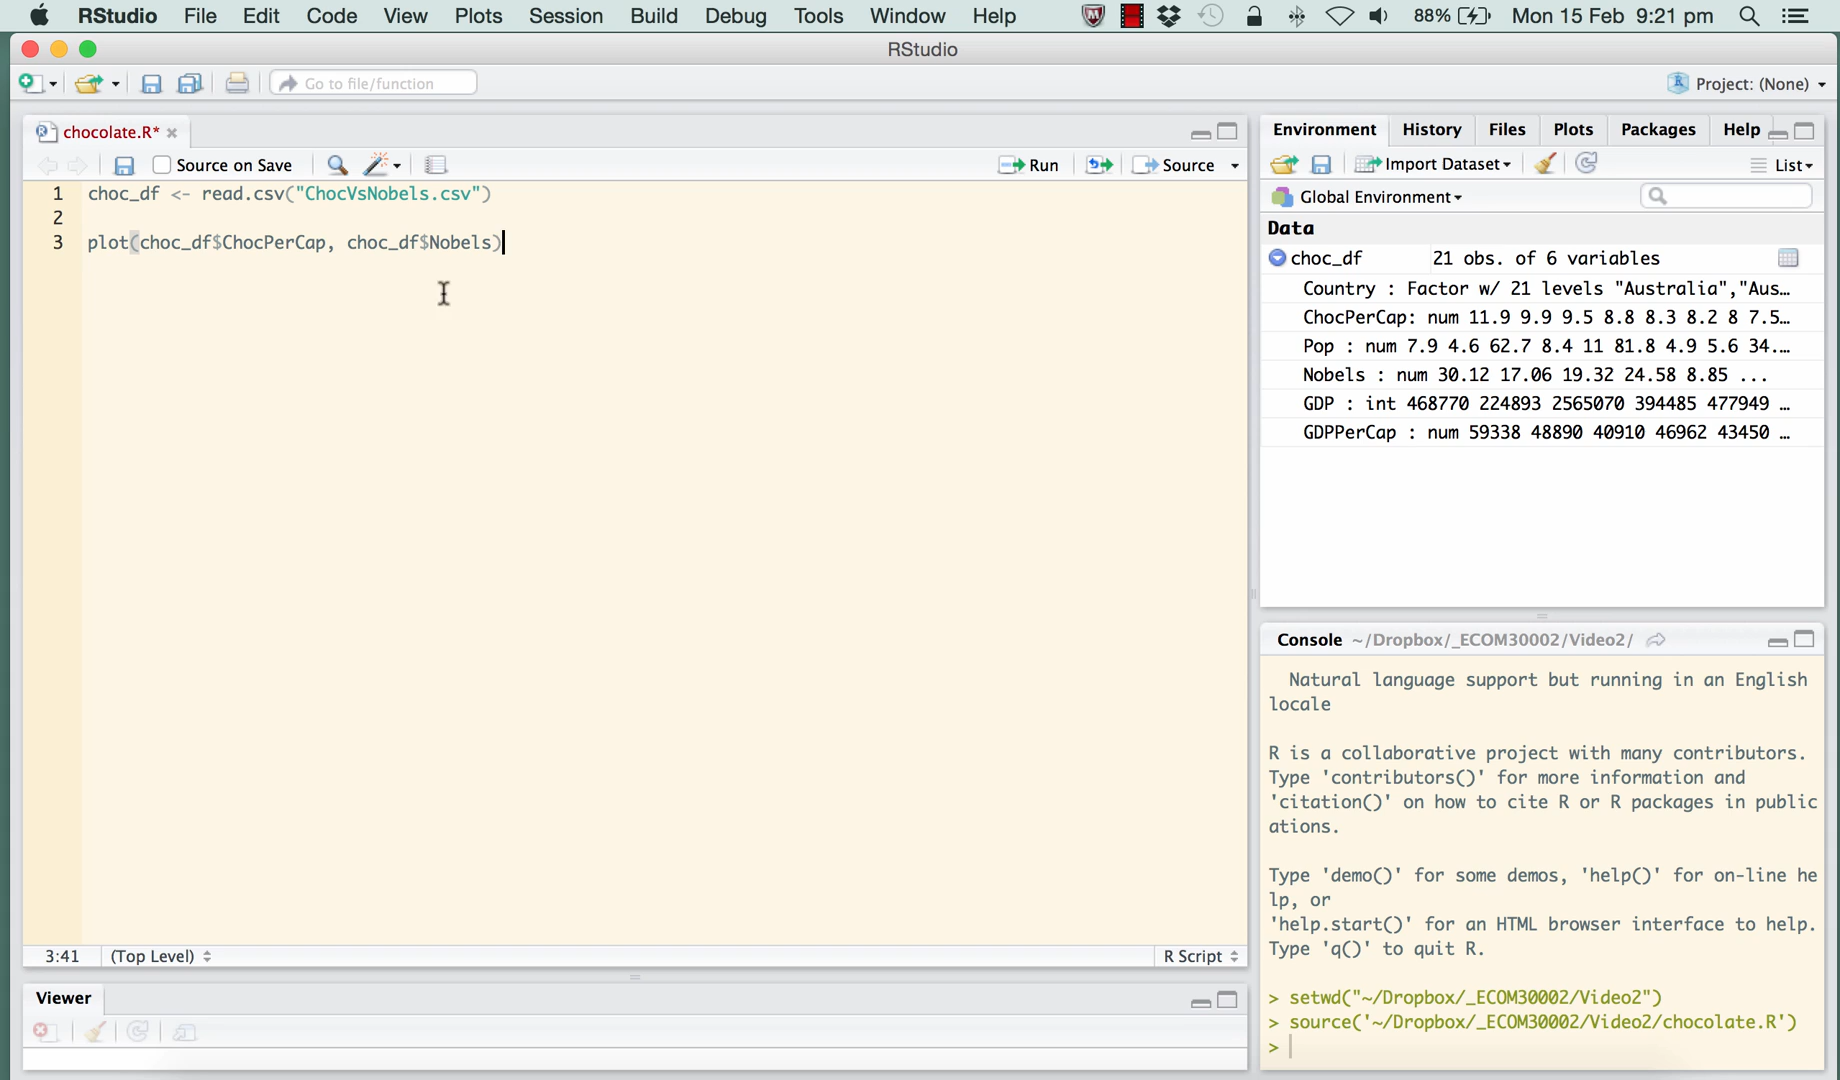 RStudio File Edit Code View Plots Session Build Debug Tools Window Help 88% Mon 15 Feb 9:21 pm
RStudio
Go to file/function Project: (None)
chocolate.R*
Source on Save Run Source
1 choc_df <- read.csv("ChocVsNobels.csv")
2
3 plot(choc_df$ChocPerCap, choc_df$Nobels)
3:41 (Top Level) R Script
Viewer
Environment History Files Plots Packages Help
Import Dataset List
Global Environment
Data
choc_df 21 obs. of 6 variables
Country : Factor w/ 21 levels "Australia","Aus…
ChocPerCap: num 11.9 9.9 9.5 8.8 8.3 8.2 8 7.5…
Pop : num 7.9 4.6 62.7 8.4 11 81.8 4.9 5.6 34.…
Nobels : num 30.12 17.06 19.32 24.58 8.85 ...
GDP : int 468770 224893 2565070 394485 477949 …
GDPPerCap : num 59338 48890 40910 46962 43450 …
Console ~/Dropbox/_ECOM30002/Video2/
Natural language support but running in an English
locale
R is a collaborative project with many contributors.
Type 'contributors()' for more information and
'citation()' on how to cite R or R packages in public
ations.
Type 'demo()' for some demos, 'help()' for on-line he
lp, or
'help.start()' for an HTML browser interface to help.
Type 'q()' to quit R.
> setwd("~/Dropbox/_ECOM30002/Video2")
> source('~/Dropbox/_ECOM30002/Video2/chocolate.R')
>